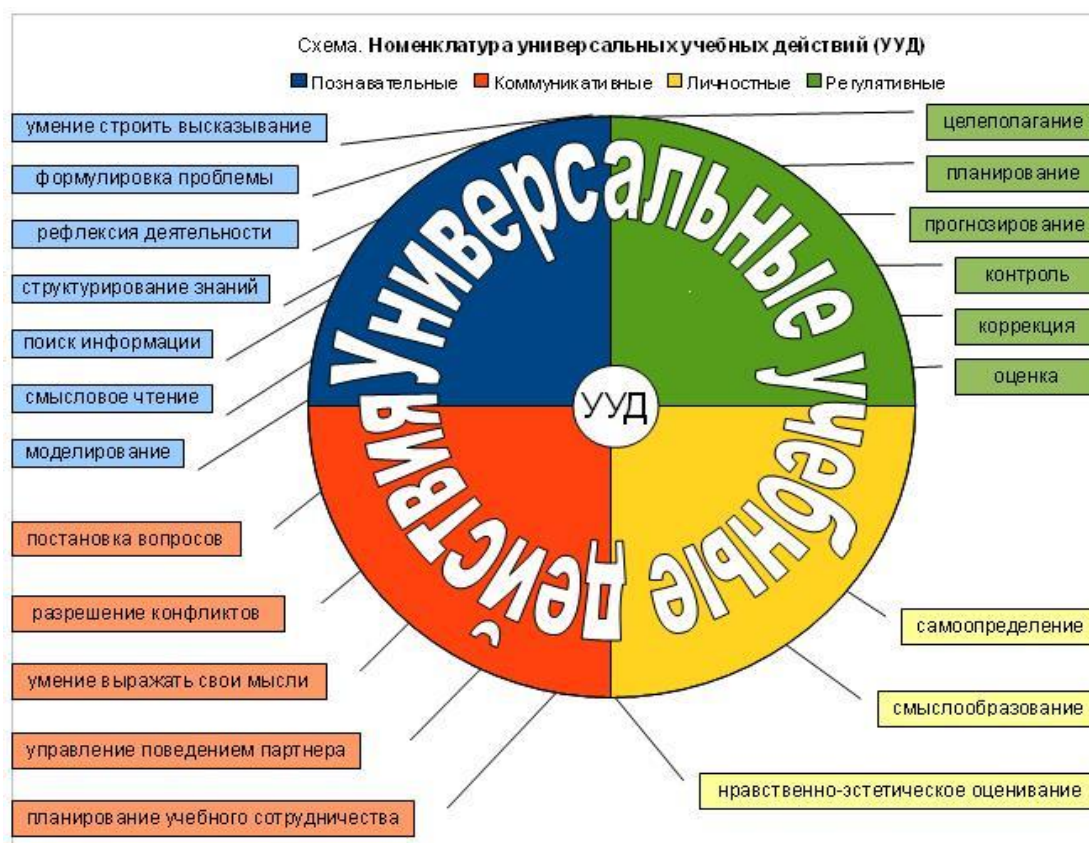 Схема. Номенклатура универсальных учебных действий (УУД)
Познавательные Коммуникативные Личностные Регулятивные
умение строить высказывание
формулировка проблемы
рефлексия деятельности
структурирование знаний
поиск информации
смысловое чтение
моделирование
постановка вопросов
разрешение конфликтов
умение выражать свои мысли
управление поведением партнера
планирование учебного сотрудничества
Универсальные учебные действия
УУД
целеполагание
планирование
прогнозирование
контроль
коррекция
оценка
самоопределение
смыслообразование
нравственно-эстетическое оценивание